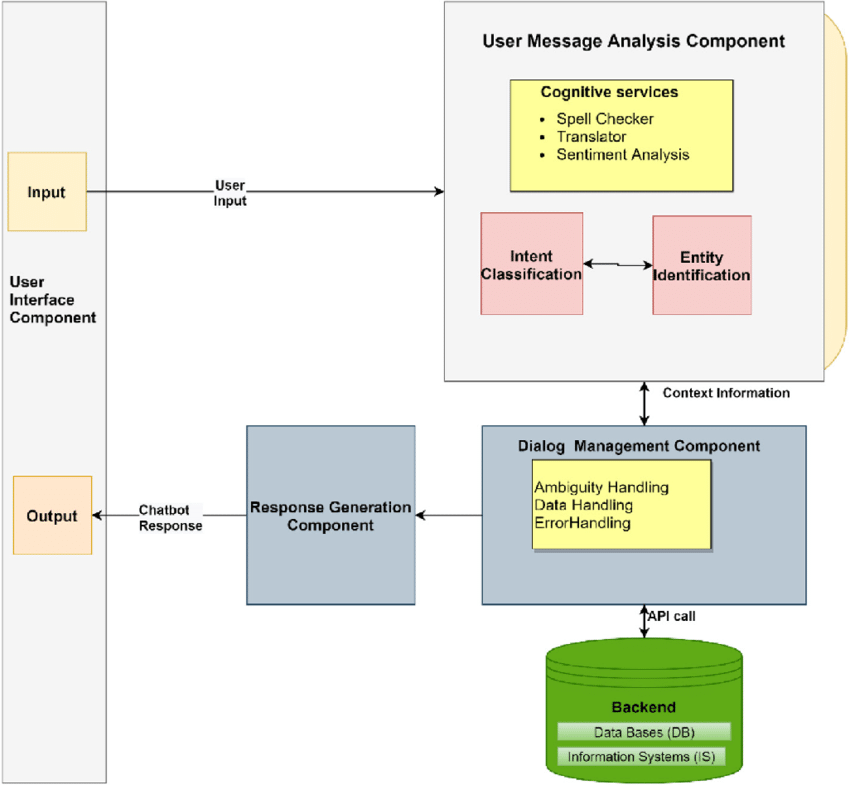 User Message Analysis Component
Cognitive services
• Spell Checker
• Translator
• Sentiment Analysis
Input
User
Input
Intent
Classification
Entity
Identification
User
Interface
Component
Context Information
Dialog Management Component
Ambiguity Handling
Data Handling
ErrorHandling
Response Generation
Component
Chatbot
Response
Output
API call
Backend
Data Bases (DB)
Information Systems (IS)